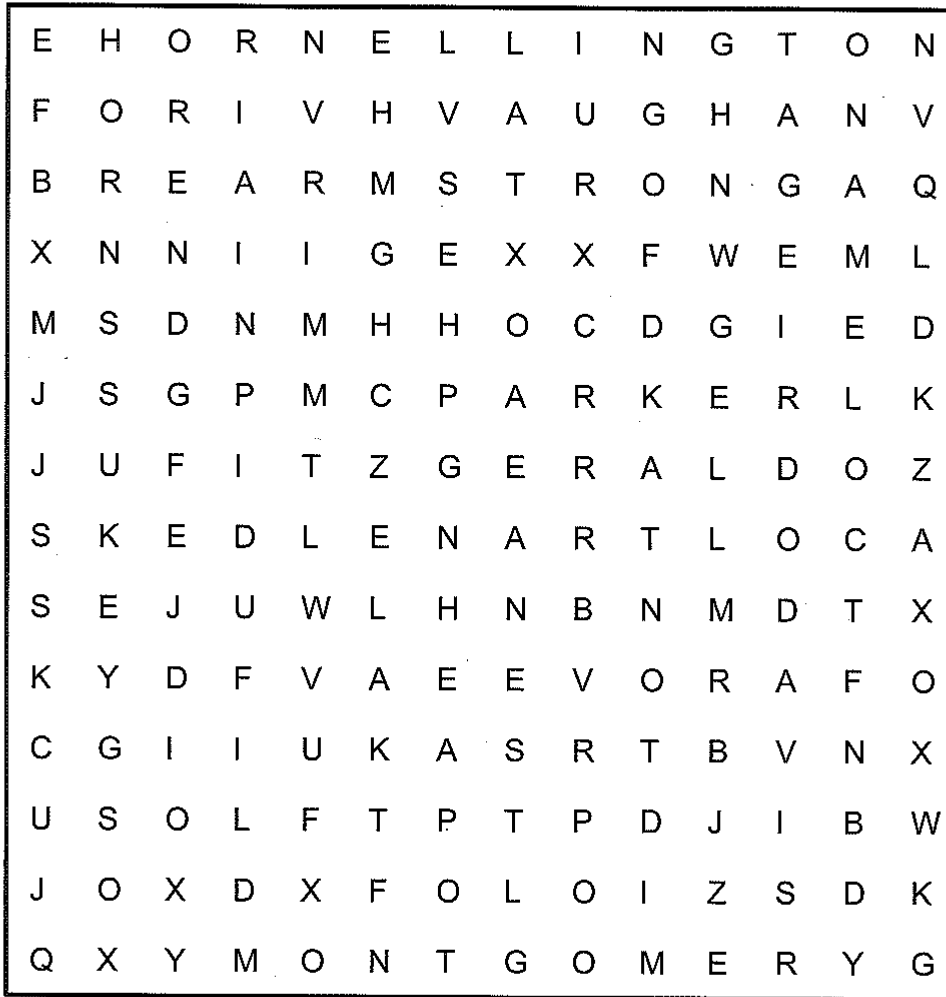 E H O R N E L L I N G T O N
F O R I V H V A U G H A N V
B R E A R M S T R O N G A Q
X N N I I G E X X F W E M L
M S D N M H H O C D G I E D
J S G P M C P A R K E R L K
J U F I T Z G E R A L D O Z
S K E D L E N A R T L O C A
S E J U W L H N B N M D T X
K Y D F V A E E V O R A F O
C G I I U K A S R T B V N X
U S O L F T P T P D J I B W
J O X D X F O L O I Z S D K
Q X Y M O N T G O M E R Y G